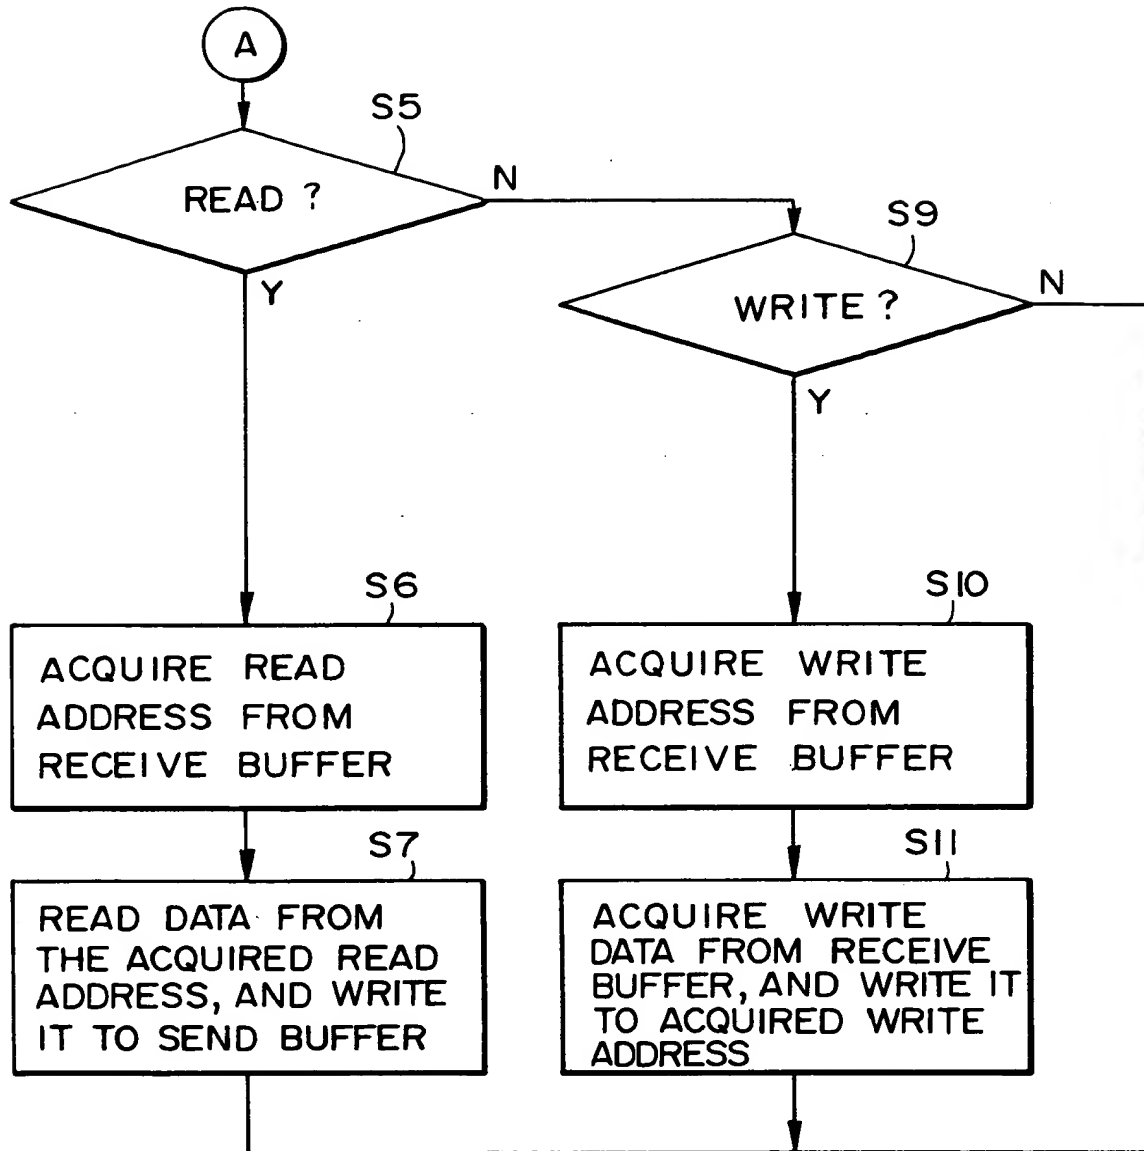 A
S5
READ ?
N
Y
S9
WRITE ?
N
Y
S6
ACQUIRE READ
ADDRESS FROM
RECEIVE BUFFER
S10
ACQUIRE WRITE
ADDRESS FROM
RECEIVE BUFFER
S7
READ DATA FROM
THE ACQUIRED READ
ADDRESS, AND WRITE
IT TO SEND BUFFER
S11
ACQUIRE WRITE
DATA FROM RECEIVE
BUFFER, AND WRITE IT
TO ACQUIRED WRITE
ADDRESS